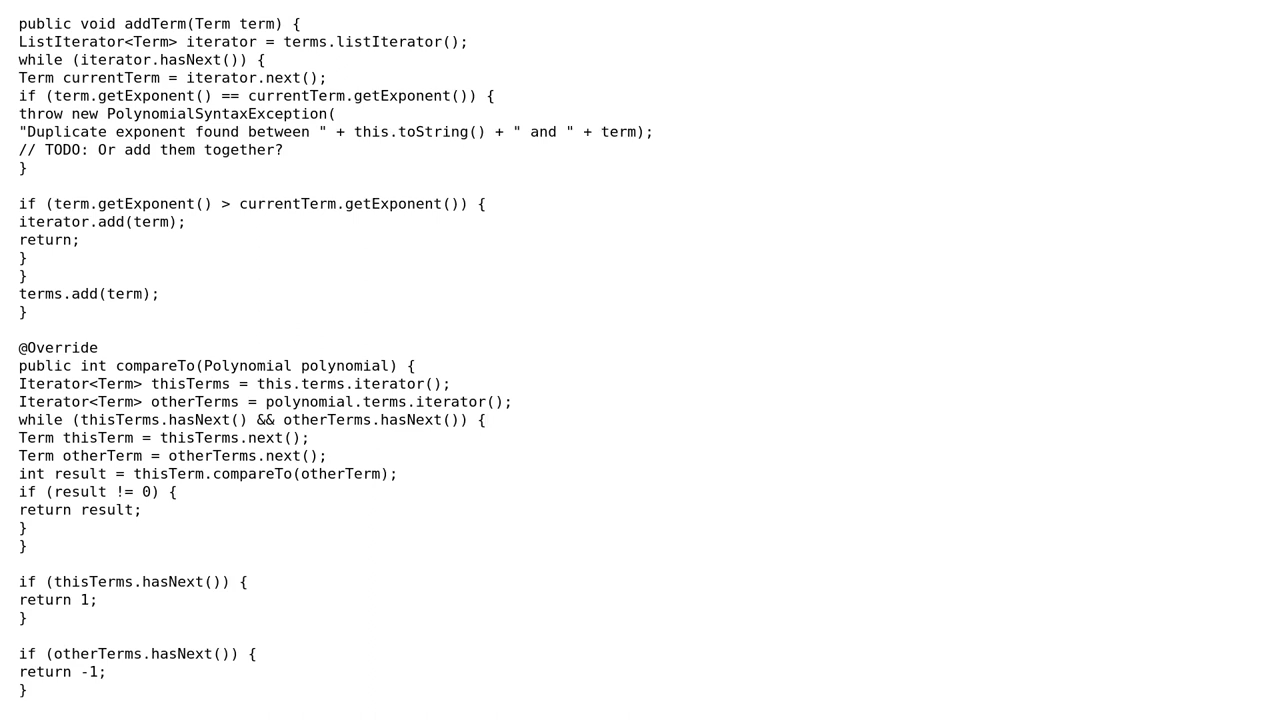 public void addTerm(Term term) {
ListIterator<Term> iterator = terms.listIterator();
while (iterator.hasNext()) {
Term currentTerm = iterator.next();
if (term.getExponent() == currentTerm.getExponent()) {
throw new PolynomialSyntaxException(
"Duplicate exponent found between " + this.toString() + " and " + term);
// TODO: Or add them together?
}

if (term.getExponent() > currentTerm.getExponent()) {
iterator.add(term);
return;
}
}
terms.add(term);
}

@Override
public int compareTo(Polynomial polynomial) {
Iterator<Term> thisTerms = this.terms.iterator();
Iterator<Term> otherTerms = polynomial.terms.iterator();
while (thisTerms.hasNext() && otherTerms.hasNext()) {
Term thisTerm = thisTerms.next();
Term otherTerm = otherTerms.next();
int result = thisTerm.compareTo(otherTerm);
if (result != 0) {
return result;
}
}

if (thisTerms.hasNext()) {
return 1;
}

if (otherTerms.hasNext()) {
return -1;
}